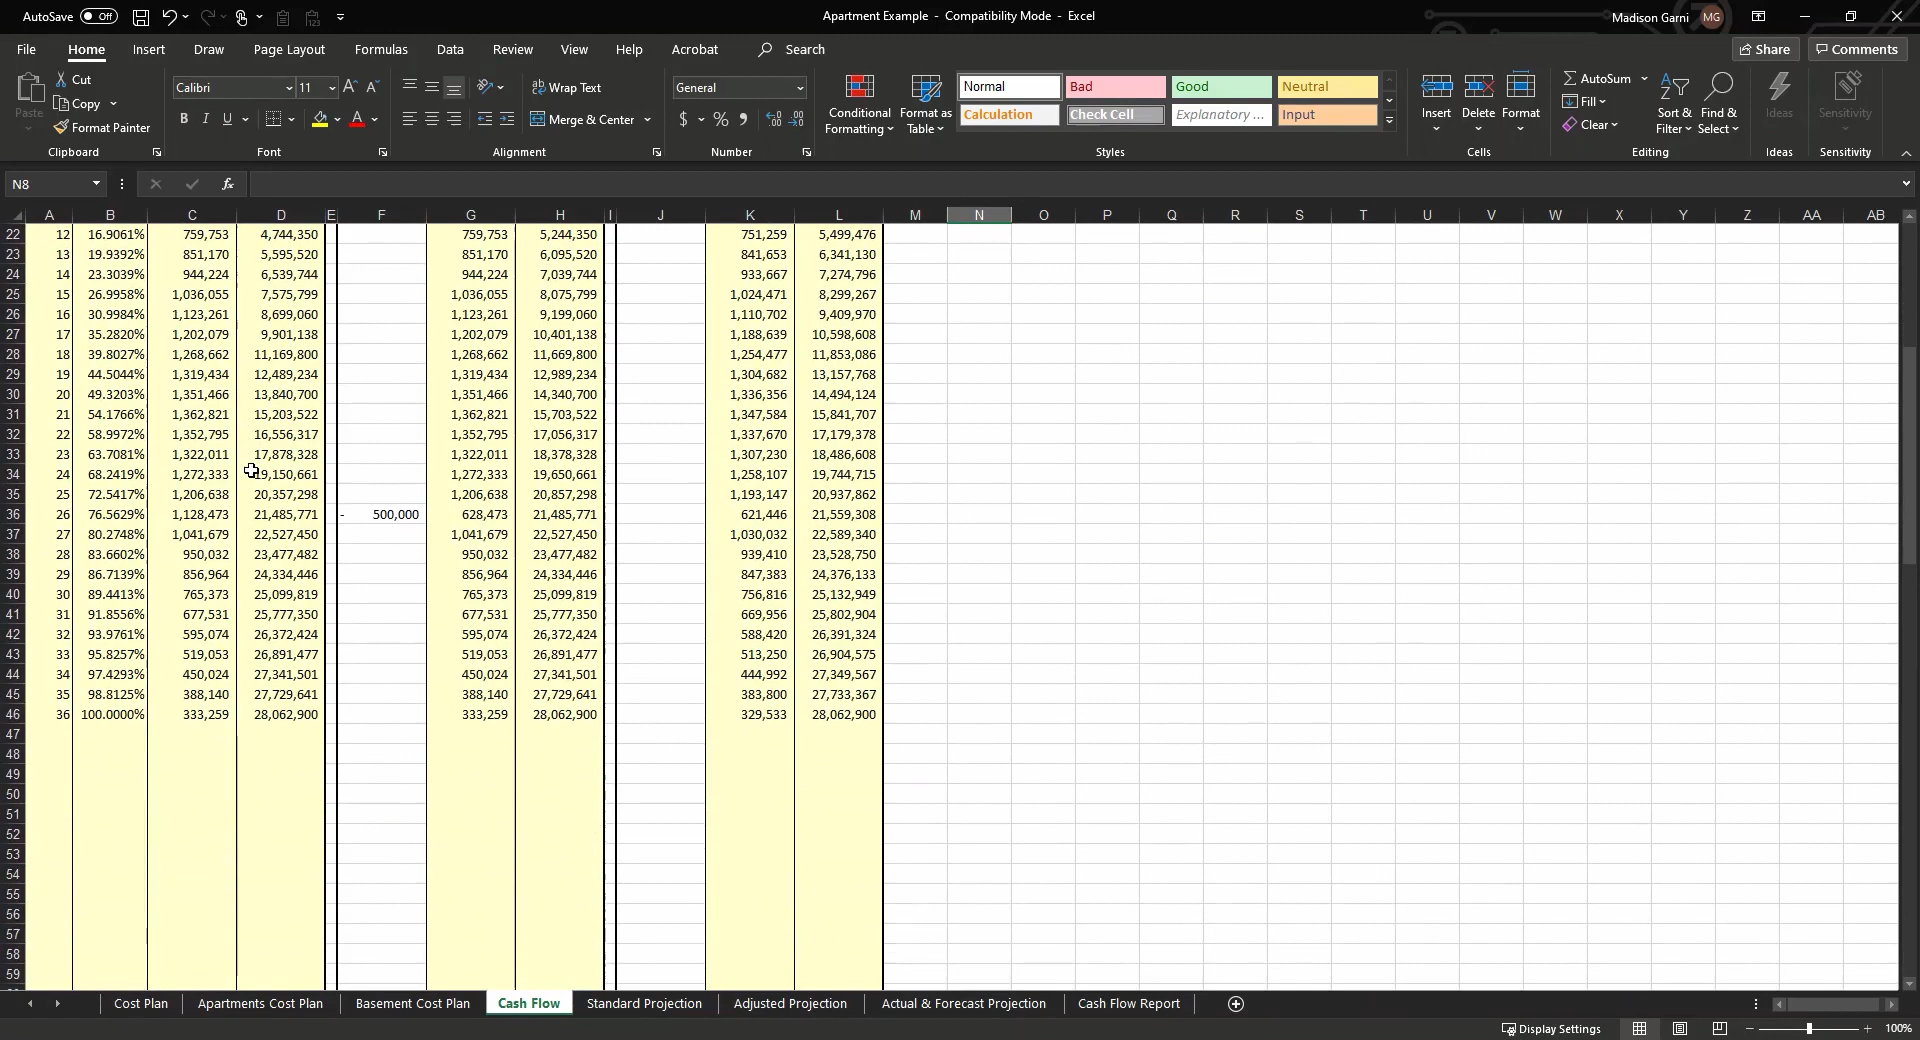 AutoSave Off Apartment Example - Compatibility Mode - Excel Madison Garni MG
File Home Insert Draw Page Layout Formulas Data Review View Help Acrobat Search Share Comments
Paste Cut Copy Format Painter
Calibri 11 A A
B I U A
Wrap Text
Merge & Center
General
$ % 9
Conditional Formatting Format as Table
Normal Bad Good Neutral
Calculation Check Cell Explanatory ... Input
Insert Delete Format
AutoSum Fill Clear
Sort & Filter Find & Select
Ideas Sensitivity
Clipboard Font Alignment Number Styles Cells Editing Ideas Sensitivity
N8 fx
A B C D E F G H I J K L M N O P Q R S T U V W X Y Z AA AB
22 12 16.9061% 759,753 4,744,350 759,753 5,244,350 751,259 5,499,476
23 13 19.9392% 851,170 5,595,520 851,170 6,095,520 841,653 6,341,130
24 14 23.3039% 944,224 6,539,744 944,224 7,039,744 933,667 7,274,796
25 15 26.9958% 1,036,055 7,575,799 1,036,055 8,075,799 1,024,471 8,299,267
26 16 30.9984% 1,123,261 8,699,060 1,123,261 9,199,060 1,110,702 9,409,970
27 17 35.2820% 1,202,079 9,901,138 1,202,079 10,401,138 1,188,639 10,598,608
28 18 39.8027% 1,268,662 11,169,800 1,268,662 11,669,800 1,254,477 11,853,086
29 19 44.5044% 1,319,434 12,489,234 1,319,434 12,989,234 1,304,682 13,157,768
30 20 49.3203% 1,351,466 13,840,700 1,351,466 14,340,700 1,336,356 14,494,124
31 21 54.1766% 1,362,821 15,203,522 1,362,821 15,703,522 1,347,584 15,841,707
32 22 58.9972% 1,352,795 16,556,317 1,352,795 17,056,317 1,337,670 17,179,378
33 23 63.7081% 1,322,011 17,878,328 1,322,011 18,378,328 1,307,230 18,486,608
34 24 68.2419% 1,272,333 19,150,661 1,272,333 19,650,661 1,258,107 19,744,715
35 25 72.5417% 1,206,638 20,357,298 1,206,638 20,857,298 1,193,147 20,937,862
36 26 76.5629% 1,128,473 21,485,771 - 500,000 628,473 21,485,771 621,446 21,559,308
37 27 80.2748% 1,041,679 22,527,450 1,041,679 22,527,450 1,030,032 22,589,340
38 28 83.6602% 950,032 23,477,482 950,032 23,477,482 939,410 23,528,750
39 29 86.7139% 856,964 24,334,446 856,964 24,334,446 847,383 24,376,133
40 30 89.4413% 765,373 25,099,819 765,373 25,099,819 756,816 25,132,949
41 31 91.8556% 677,531 25,777,350 677,531 25,777,350 669,956 25,802,904
42 32 93.9761% 595,074 26,372,424 595,074 26,372,424 588,420 26,391,324
43 33 95.8257% 519,053 26,891,477 519,053 26,891,477 513,250 26,904,575
44 34 97.4293% 450,024 27,341,501 450,024 27,341,501 444,992 27,349,567
45 35 98.8125% 388,140 27,729,641 388,140 27,729,641 383,800 27,733,367
46 36 100.0000% 333,259 28,062,900 333,259 28,062,900 329,533 28,062,900
47
48
49
50
51
52
53
54
55
56
57
58
59
Cost Plan Apartments Cost Plan Basement Cost Plan Cash Flow Standard Projection Adjusted Projection Actual & Forecast Projection Cash Flow Report
Display Settings 100%